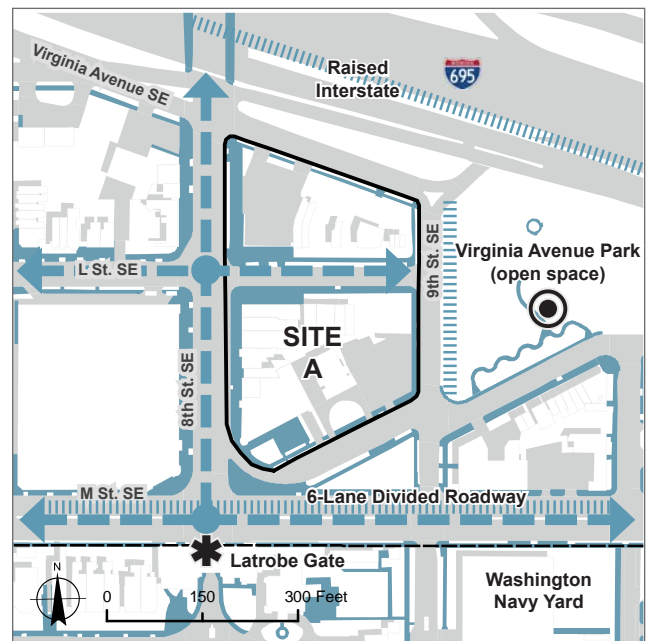 Virginia Avenue SE
Raised
Interstate
INTERSTATE
695
9th St. SE
Virginia Avenue Park
(open space)
L St. SE
SITE
A
8th St. SE
M St. SE
6-Lane Divided Roadway
Latrobe Gate
N
0 150 300 Feet
Washington
Navy Yard